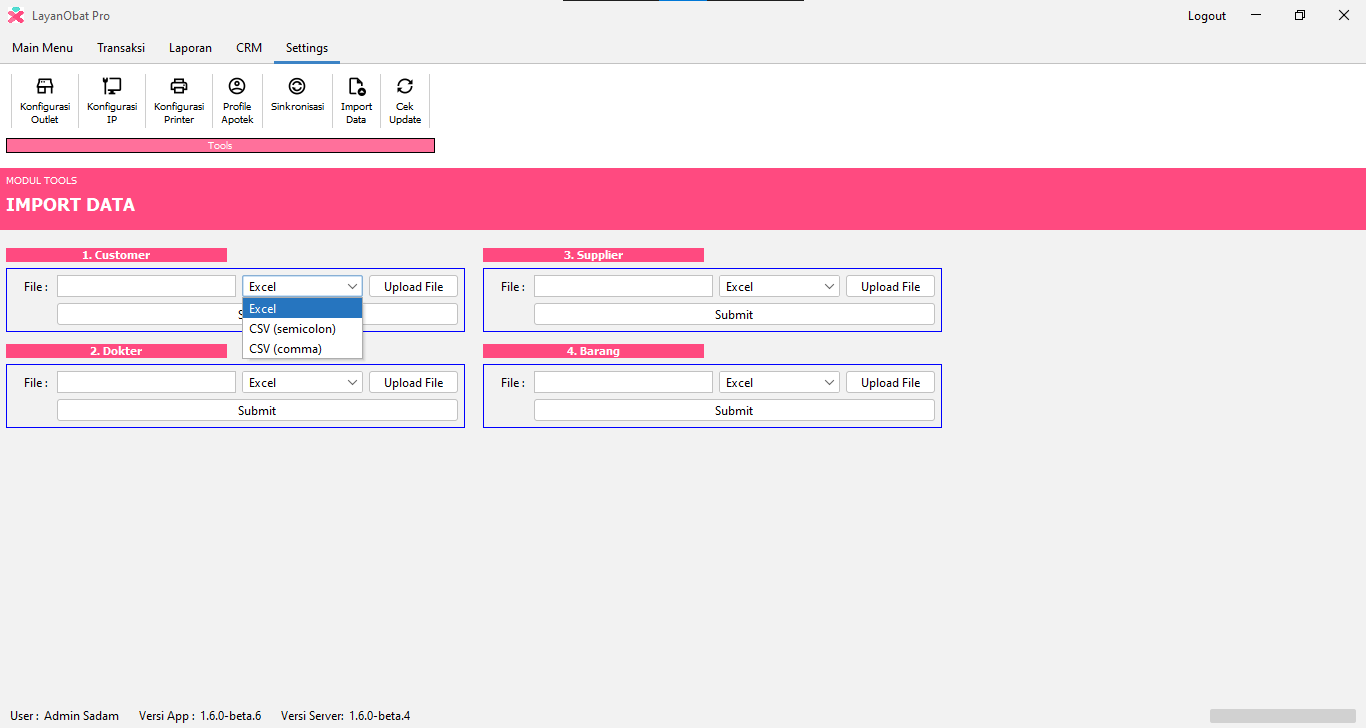 LayanObat Pro
Logout
Main Menu Transaksi Laporan CRM Settings
Konfigurasi Outlet
Konfigurasi IP
Konfigurasi Printer
Profile Apotek
Sinkronisasi
Import Data
Cek Update
Tools
MODUL TOOLS
IMPORT DATA
1. Customer
File : Excel Upload File
Excel
CSV (semicolon)
CSV (comma)
2. Dokter
File : Excel Upload File
Submit
3. Supplier
File : Excel Upload File
Submit
4. Barang
File : Excel Upload File
Submit
User : Admin Sadam Versi App : 1.6.0-beta.6 Versi Server: 1.6.0-beta.4